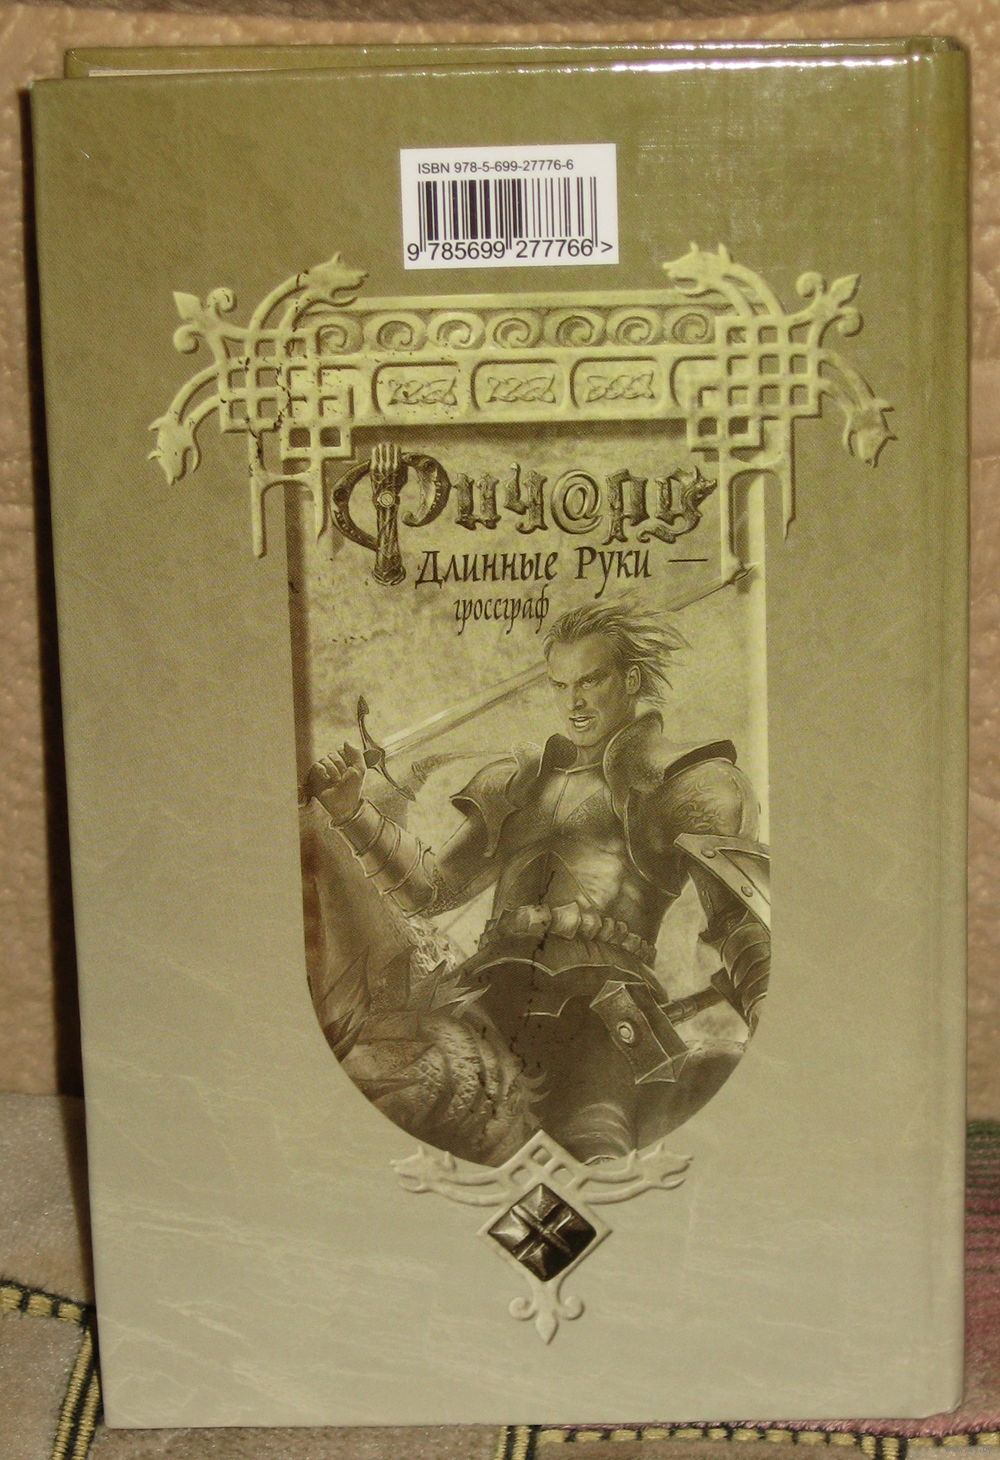 ISBN 978-5-699-27776-6
9 785699 277766 >
Ричард
Длинные Руки —
гроссграф